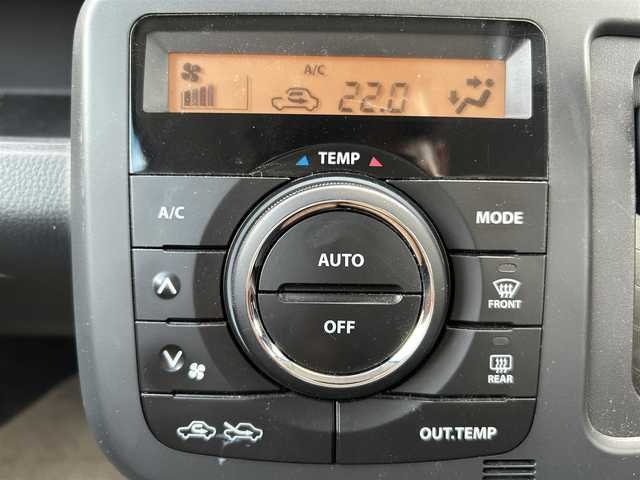 A/C
22.0
TEMP
A/C
MODE
AUTO
OFF
FRONT
REAR
OUT.TEMP